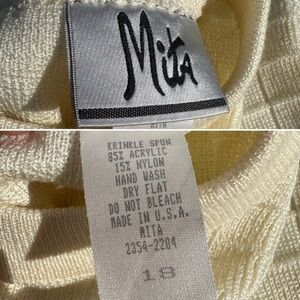 Mita
KRINKLE SPUN
85% ACRYLIC
15% NYLON
HAND WASH
DRY FLAT
DO NOT BLEACH
MADE IN U.S.A.
MITA
2354-2204
18